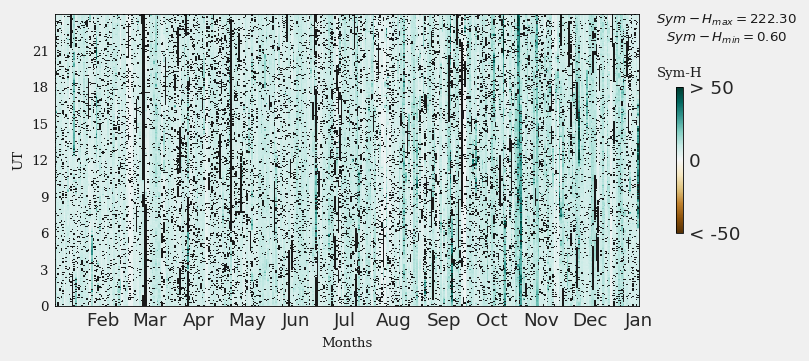 Sym−H_max = 222.30
Sym−H_min = 0.60
Sym-H
> 50
0
< -50
21
18
15
12
9
6
3
0
UT
Feb Mar Apr May Jun Jul Aug Sep Oct Nov Dec Jan
Months